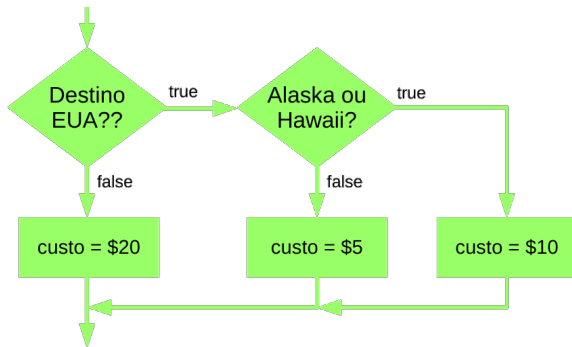 Destino
EUA??
true
Alaska ou
Hawaii?
true
false
false
custo = $20
custo = $5
custo = $10